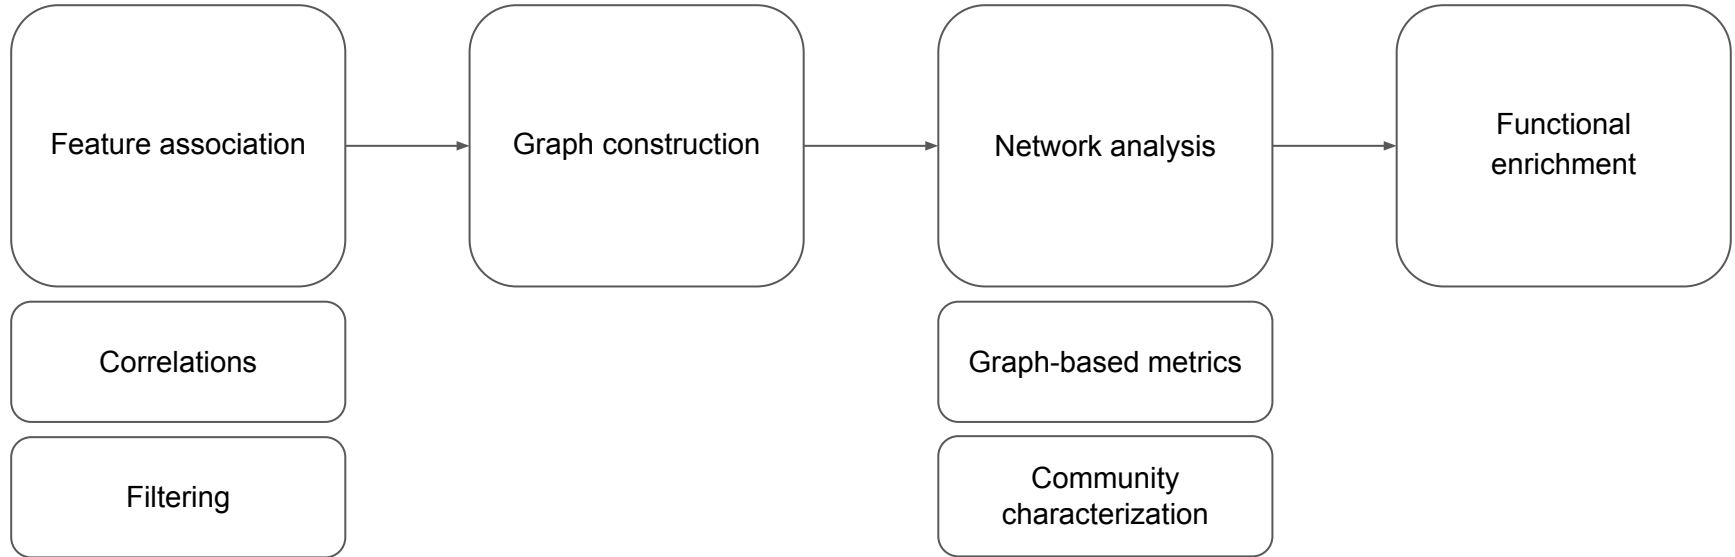 Feature association
Graph construction
Network analysis
Functional
enrichment
Correlations
Graph-based metrics
Filtering
Community
characterization